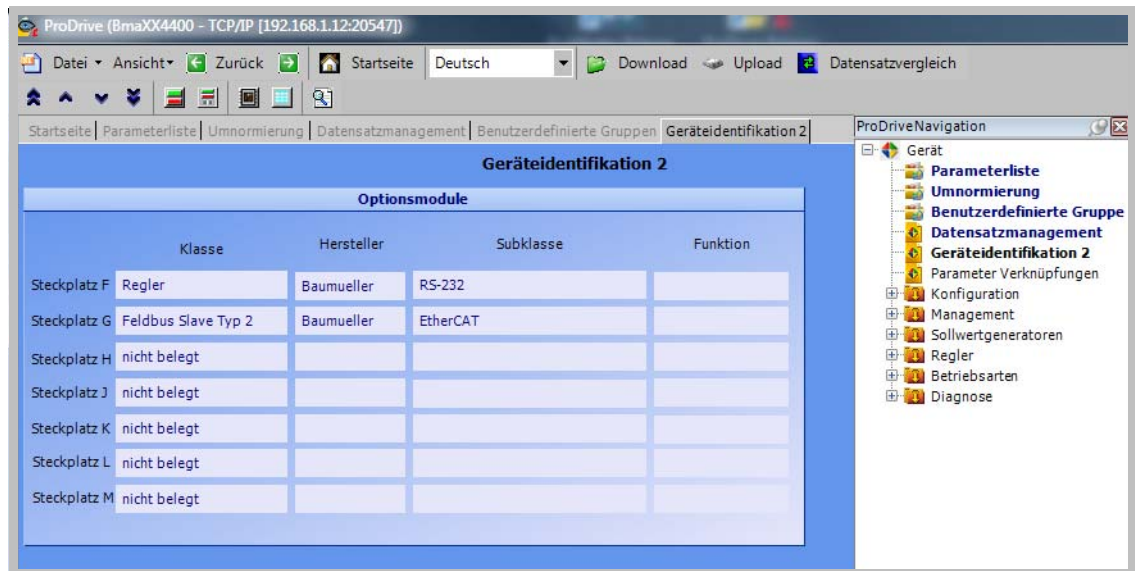 ProDrive (BmaXX4400 - TCP/IP [192.168.1.12:20547])
Datei Ansicht Zurück Startseite Deutsch Download Upload Datensatzvergleich
Startseite Parameterliste Umnormierung Datensatzmanagement Benutzerdefinierte Gruppen Geräteidentifikation 2
Geräteidentifikation 2
Optionsmodule
Klasse Hersteller Subklasse Funktion
Steckplatz F Regler Baumueller RS-232
Steckplatz G Feldbus Slave Typ 2 Baumueller EtherCAT
Steckplatz H nicht belegt
Steckplatz J nicht belegt
Steckplatz K nicht belegt
Steckplatz L nicht belegt
Steckplatz M nicht belegt
ProDriveNavigation
Gerät
Parameterliste
Umnormierung
Benutzerdefinierte Gruppe
Datensatzmanagement
Geräteidentifikation 2
Parameter Verknüpfungen
Konfiguration
Management
Sollwertgeneratoren
Regler
Betriebsarten
Diagnose